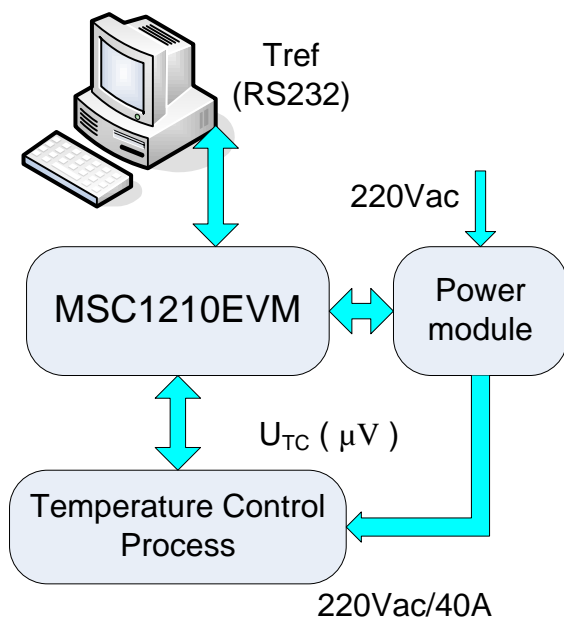 Tref
(RS232)
220Vac
MSC1210EVM
Power
module
UTC ( μV )
Temperature Control
Process
220Vac/40A